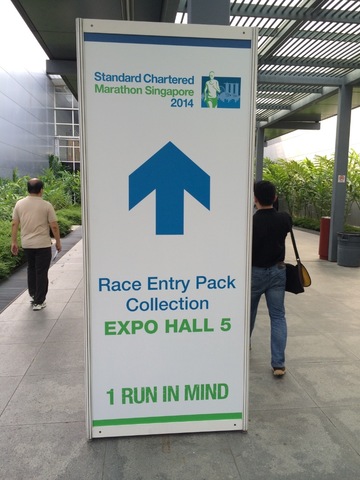 Standard Chartered
Marathon Singapore
2014
Race Entry Pack
Collection
EXPO HALL 5
1 RUN IN MIND